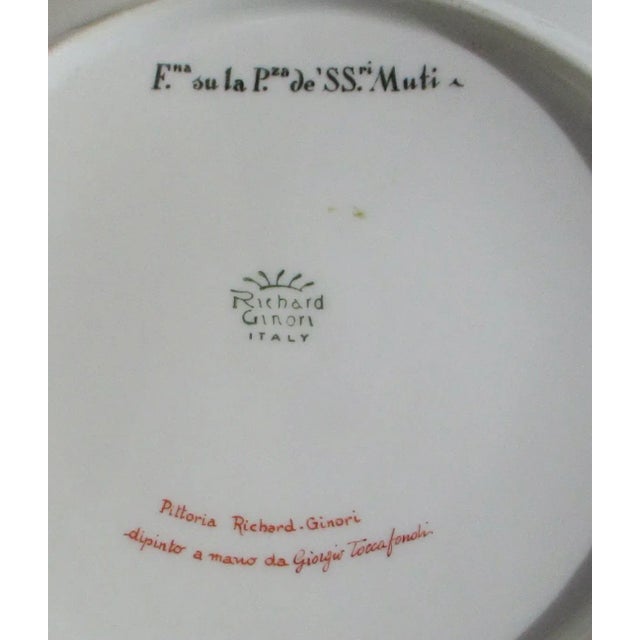 F.na su la P.za de' SS.ri Muti
Richard
Ginori
ITALY
Pittoria Richard-Ginori
dipinto a mano da Giorgio Toccafondi